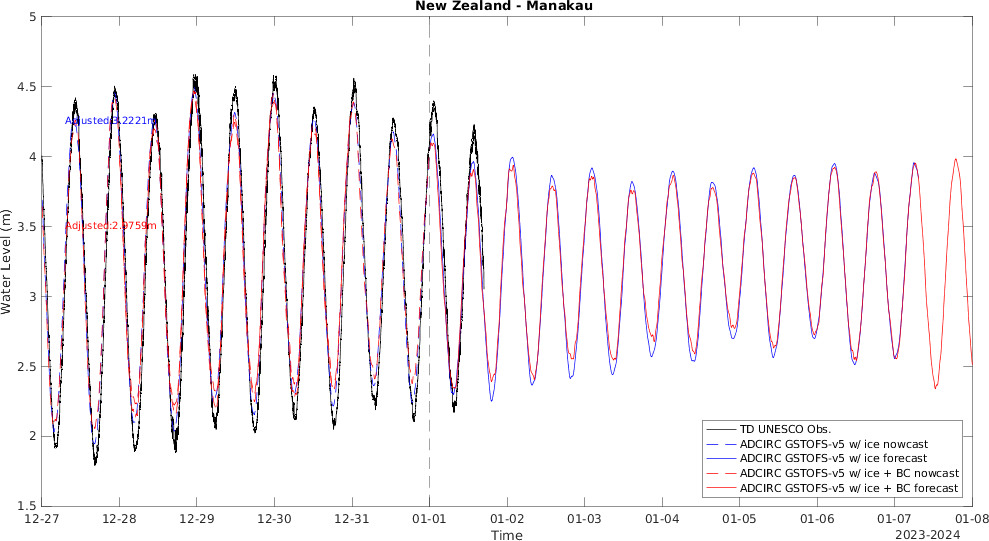 New Zealand - Manakau
5
4.5
4
3.5
3
2.5
2
1.5
Water Level (m)
Adjusted:3.2221m
Adjusted:2.9759m
TD UNESCO Obs.
ADCIRC GSTOFS-v5 w/ ice nowcast
ADCIRC GSTOFS-v5 w/ ice forecast
ADCIRC GSTOFS-v5 w/ ice + BC nowcast
ADCIRC GSTOFS-v5 w/ ice + BC forecast
12-27 12-28 12-29 12-30 12-31 01-01 01-02 01-03 01-04 01-05 01-06 01-07 01-08
Time
2023-2024